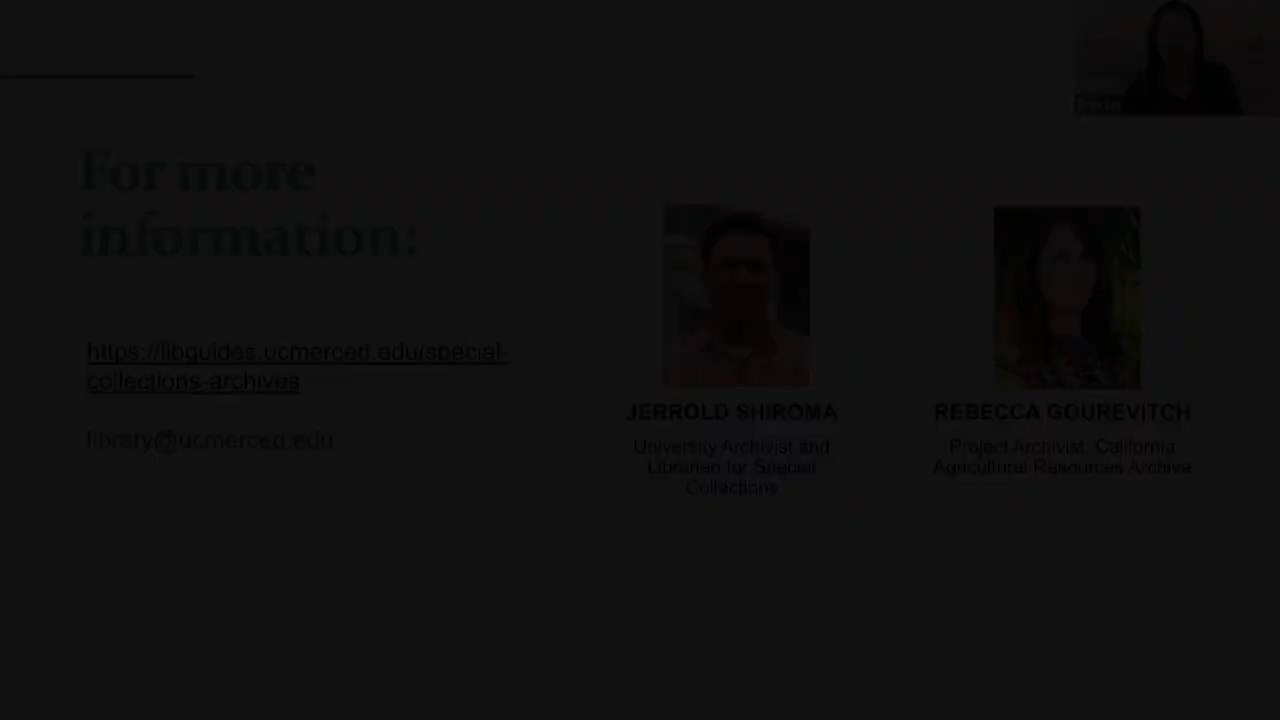 For more
information:
https://libguides.ucmerced.edu/special-
collections-archives
library@ucmerced.edu
JERROLD SHIROMA
University Archivist and
Librarian for Special
Collections
REBECCA GOUREVITCH
Project Archivist, California
Agricultural Resources Archive